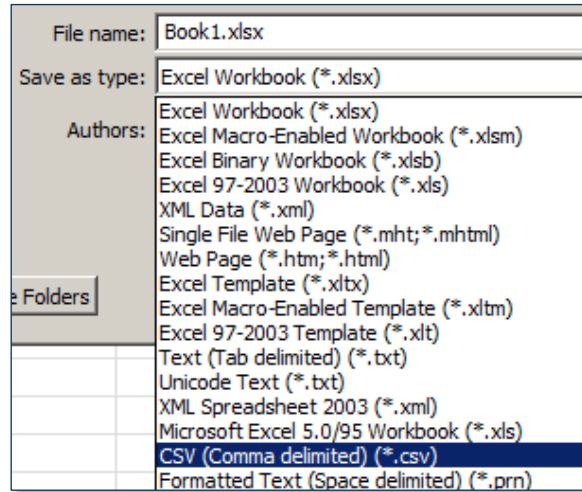 File name: Book1.xlsx
Save as type: Excel Workbook (*.xlsx)
Authors:
Excel Workbook (*.xlsx)
Excel Macro-Enabled Workbook (*.xlsm)
Excel Binary Workbook (*.xlsb)
Excel 97-2003 Workbook (*.xls)
XML Data (*.xml)
Single File Web Page (*.mht;*.mhtml)
Web Page (*.htm;*.html)
Excel Template (*.xltx)
Excel Macro-Enabled Template (*.xltm)
Excel 97-2003 Template (*.xlt)
Text (Tab delimited) (*.txt)
Unicode Text (*.txt)
XML Spreadsheet 2003 (*.xml)
Microsoft Excel 5.0/95 Workbook (*.xls)
CSV (Comma delimited) (*.csv)
Formatted Text (Space delimited) (*.prn)
e Folders